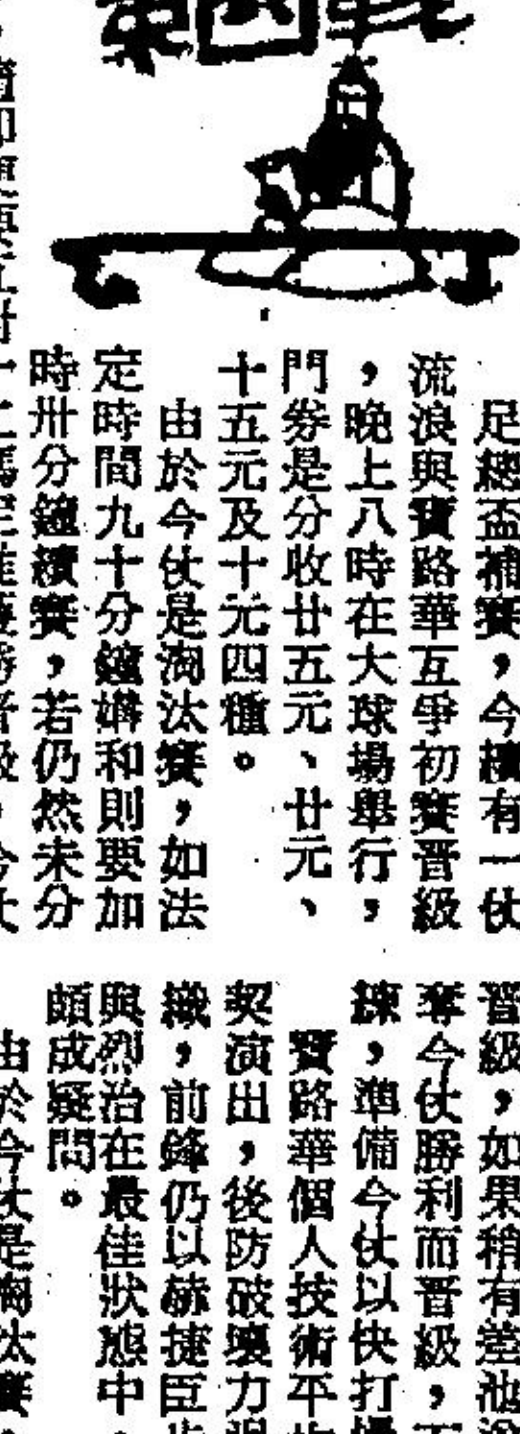 足總盃補賽，今續有一仗
流浪與寶路華互爭初賽晋級
，晚上八時在大球場舉行，
門券是分收廿五元、廿元、
十五元及十元四種。
由於今仗是淘汰賽，如法
定時間九十分鐘媾和則要加
時卅分鐘續賽，若仍然未分
晋級，如果稍有差池
奪今仗勝利而晋級，
練，準備今仗以快打
寶路華個人技術平
契演出，後防破壞力
織，前鋒仍以赫捷臣
與烈治在最佳狀態中，
頗成疑問。
由於今仗是淘汰賽，